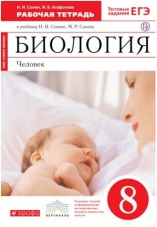 Н. И. Сонин, И. Б. Агафонова
РАБОЧАЯ ТЕТРАДЬ
к учебнику Н. И. Сонина, М. Р. Сапина
Тестовые задания ЕГЭ
БИОЛОГИЯ
Человек
8
ДРОФА
ВЕРТИКАЛЬ